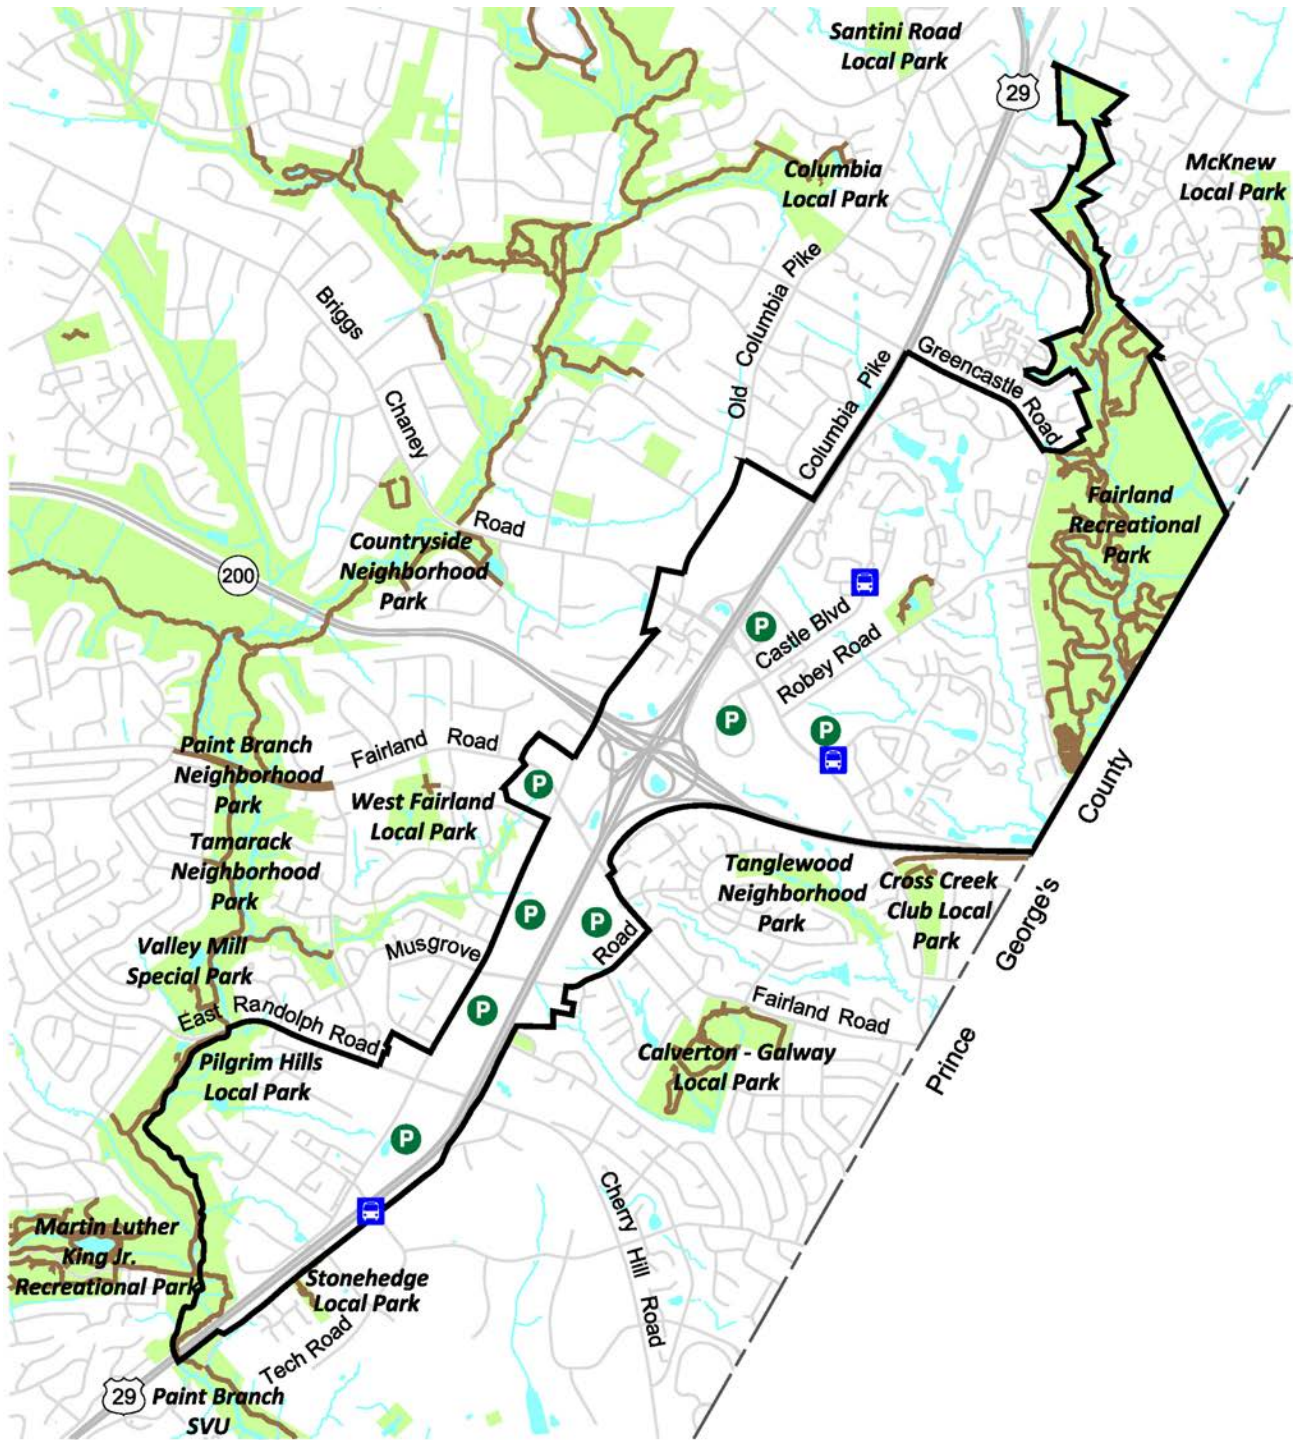 Santini Road
Local Park
29
McKnew
Local Park
Columbia
Local Park
Old Columbia Pike
Briggs
Chaney
Road
Columbia Pike
Greencastle Road
Fairland
Recreational
Park
Countryside
Neighborhood
Park
200
P
Castle Blvd
Robey Road
P
P
Paint Branch
Neighborhood
Park
Fairland Road
P
West Fairland
Local Park
Tamarack
Neighborhood
Park
Tanglewood
Neighborhood
Park
Cross Creek
Club Local
Park
Prince George's County
P
P
Road
Musgrove
Valley Mill
Special Park
East Randolph Road
P
Fairland Road
Calverton - Galway
Local Park
Pilgrim Hills
Local Park
P
Cherry Hill Road
Martin Luther
King Jr.
Recreational Park
Stonehedge
Local Park
Tech Road
29
Paint Branch
SVU